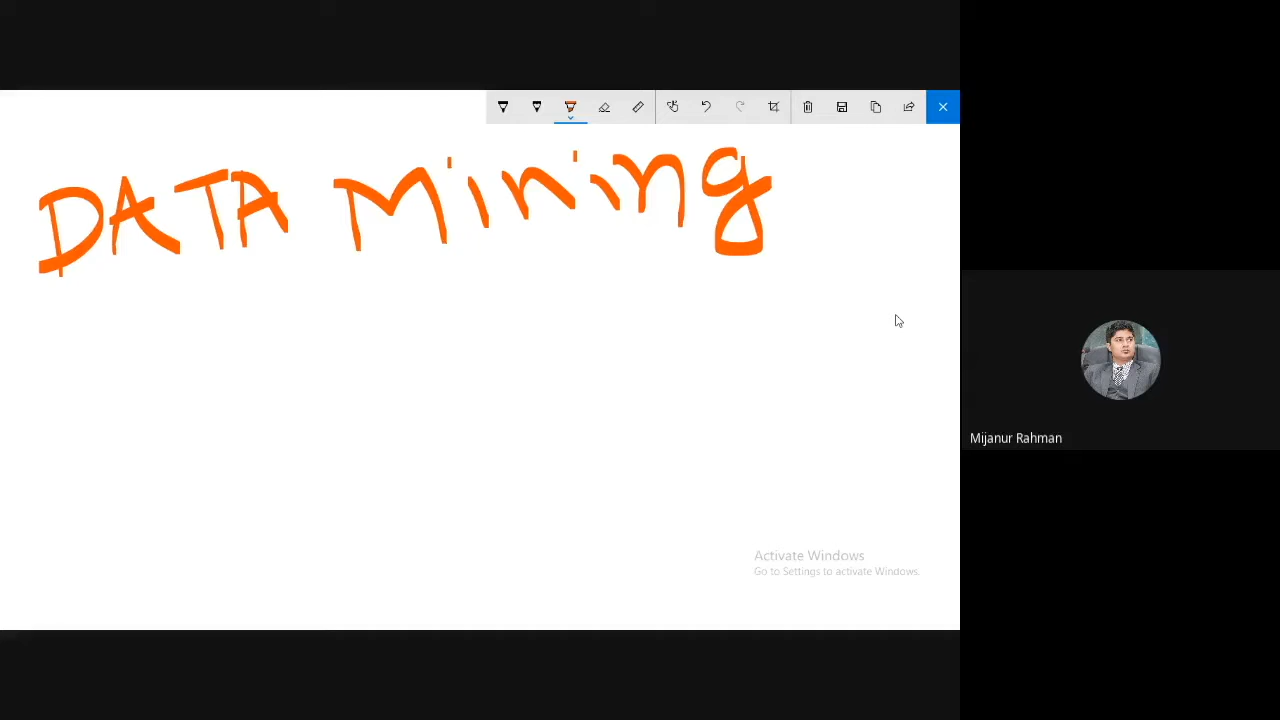 DATA Mining
Mijanur Rahman
Activate Windows
Go to Settings to activate Windows.